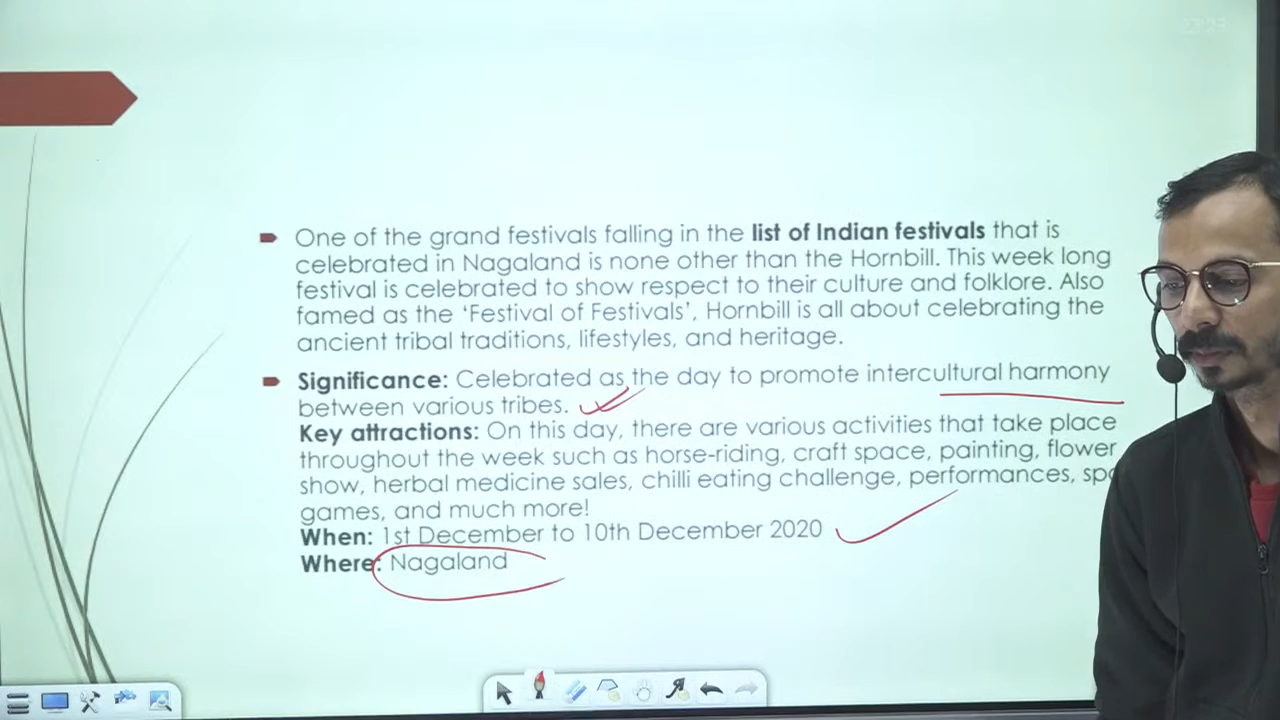 One of the grand festivals falling in the list of Indian festivals that is
celebrated in Nagaland is none other than the Hornbill. This week long
festival is celebrated to show respect to their culture and folklore. Also
famed as the ‘Festival of Festivals’, Hornbill is all about celebrating the
ancient tribal traditions, lifestyles, and heritage.
Significance: Celebrated as the day to promote intercultural harmony
between various tribes.
Key attractions: On this day, there are various activities that take place
throughout the week such as horse-riding, craft space, painting, flower
show, herbal medicine sales, chilli eating challenge, performances,
games, and much more!
When: 1st December to 10th December 2020
Where: Nagaland